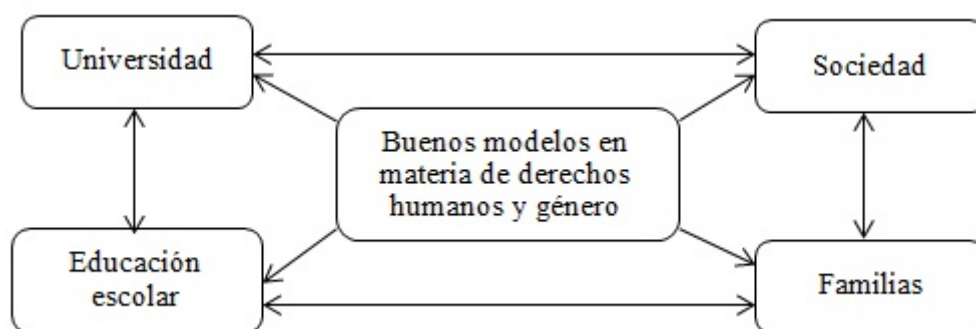 Universidad
Sociedad
Buenos modelos en
materia de derechos
humanos y género
Educación
escolar
Familias